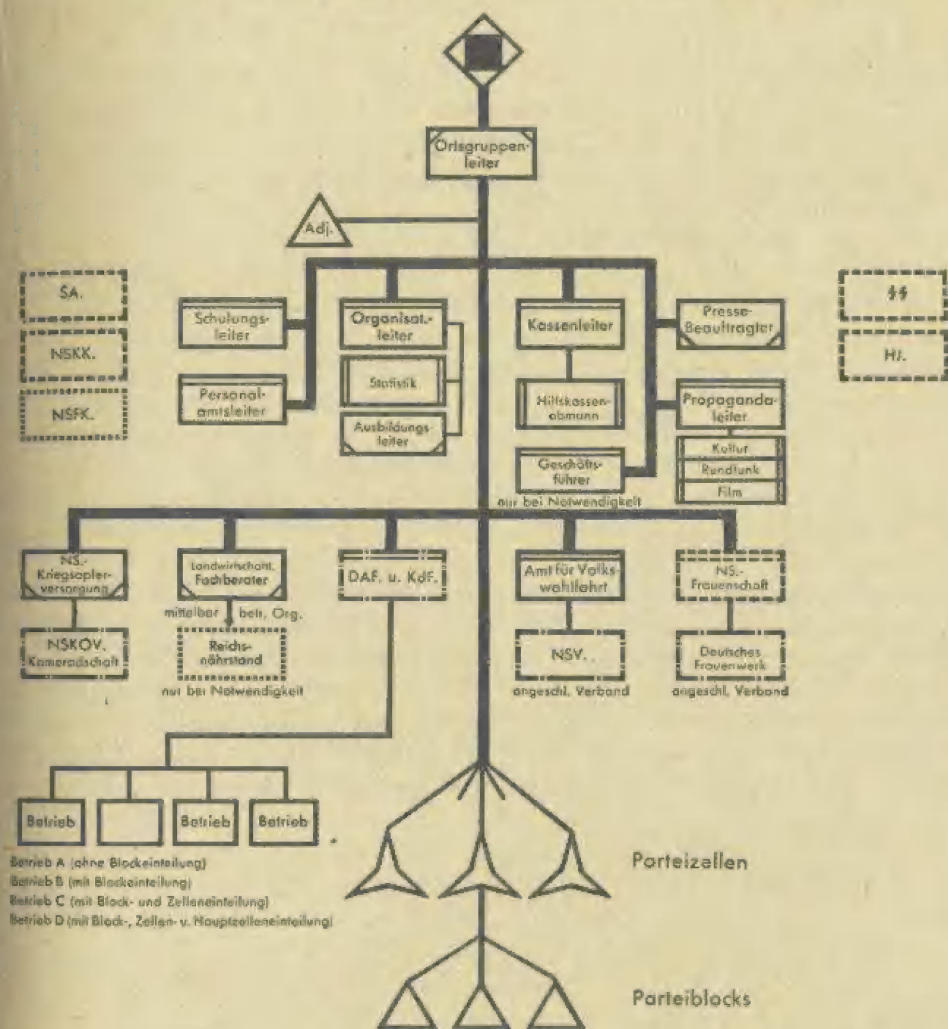 Ortsgruppen-
leiter
Adj.
SA.
NSKK.
NSFK.
Schulungs-
leiter
Personal-
amtsleiter
Organisat.-
leiter
Statistik
Ausbildungs
leiter
Kassenleiter
Hilfskassen-
obmann
Geschäfts-
führer
nur bei Notwendigkeit
Presse-
Beauftragter
Propaganda-
leiter
Kultur
Rundfunk
Film
ϟϟ
HJ.
NS.-
Kriegsopfer-
versorgung
NSKOV.
Kameradschaft
Landwirtschaftl.
Fachberater
mittelbar betr. Org.
Reichs-
nährstand
nur bei Notwendigkeit
DAF. u. KdF.
Amt für Volks-
wohlfahrt
NSV.
angeschl. Verband
NS.-
Frauenschaft
Deutsches
Frauenwerk
angeschl. Verband
Betrieb
Betrieb
Betrieb
Betrieb A (ohne Blockeinteilung)
Betrieb B (mit Blockeinteilung)
Betrieb C (mit Block- und Zelleneinteilung)
Betrieb D (mit Block-, Zellen- u. Hauptzelleneinteilung)
Parteizellen
Parteiblocks